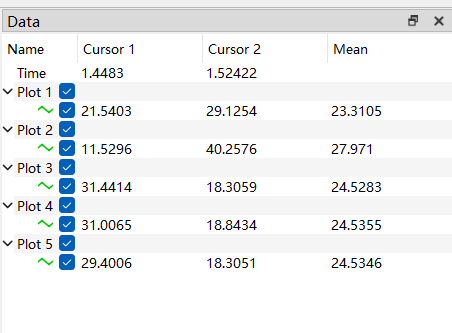 Data
Name Cursor 1 Cursor 2 Mean
Time 1.4483 1.52422
Plot 1
21.5403 29.1254 23.3105
Plot 2
11.5296 40.2576 27.971
Plot 3
31.4414 18.3059 24.5283
Plot 4
31.0065 18.8434 24.5355
Plot 5
29.4006 18.3051 24.5346